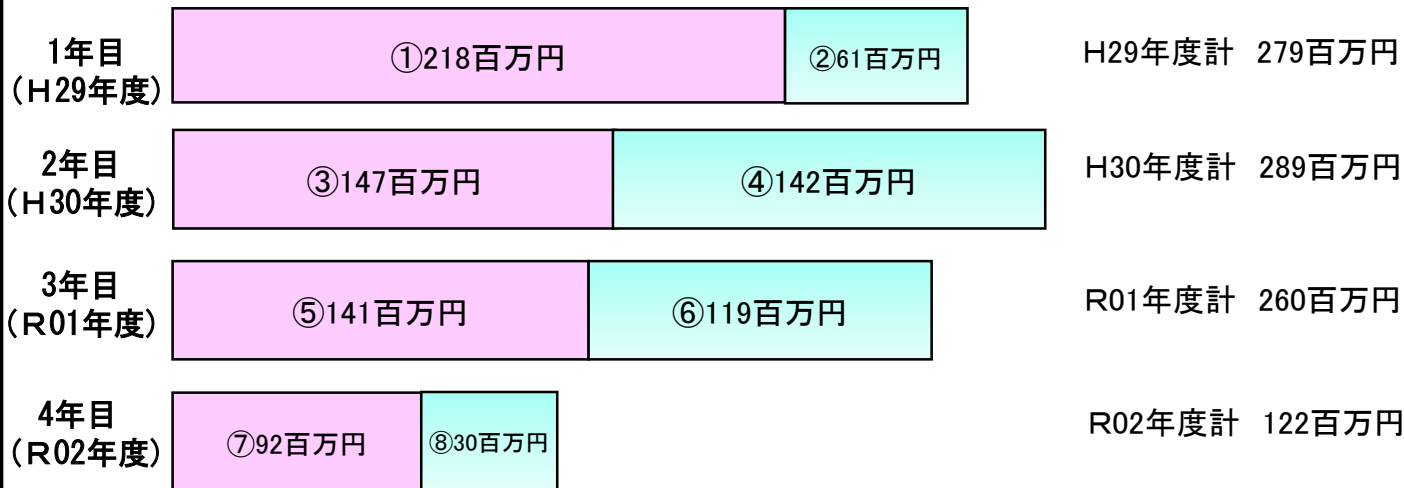 1年目
（Ｈ29年度）
①218百万円
②61百万円
Ｈ29年度計　279百万円
2年目
（Ｈ30年度）
③147百万円
④142百万円
Ｈ30年度計　289百万円
3年目
（Ｒ01年度）
⑤141百万円
⑥119百万円
Ｒ01年度計　260百万円
4年目
（Ｒ02年度）
⑦92百万円
⑧30百万円
Ｒ02年度計　122百万円